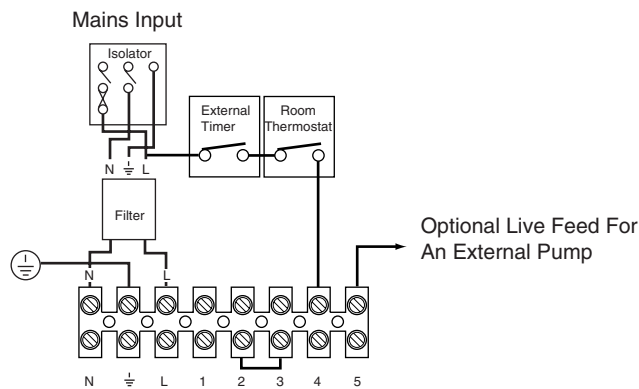 Mains Input
Isolator
External
Timer
Room
Thermostat
N L
Filter
Optional Live Feed For
An External Pump
N L
N L 1 2 3 4 5